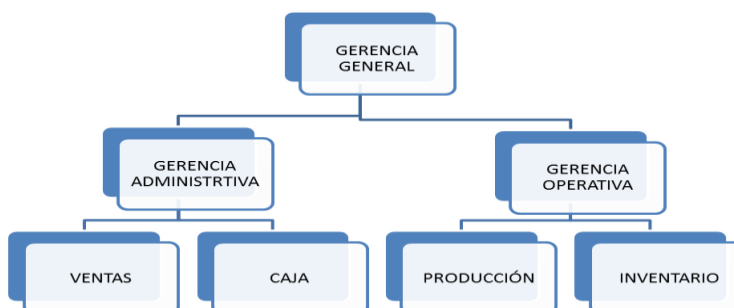 GERENCIA
GENERAL
GERENCIA
ADMINISTRTIVA
GERENCIA
OPERATIVA
VENTAS
CAJA
PRODUCCIÓN
INVENTARIO